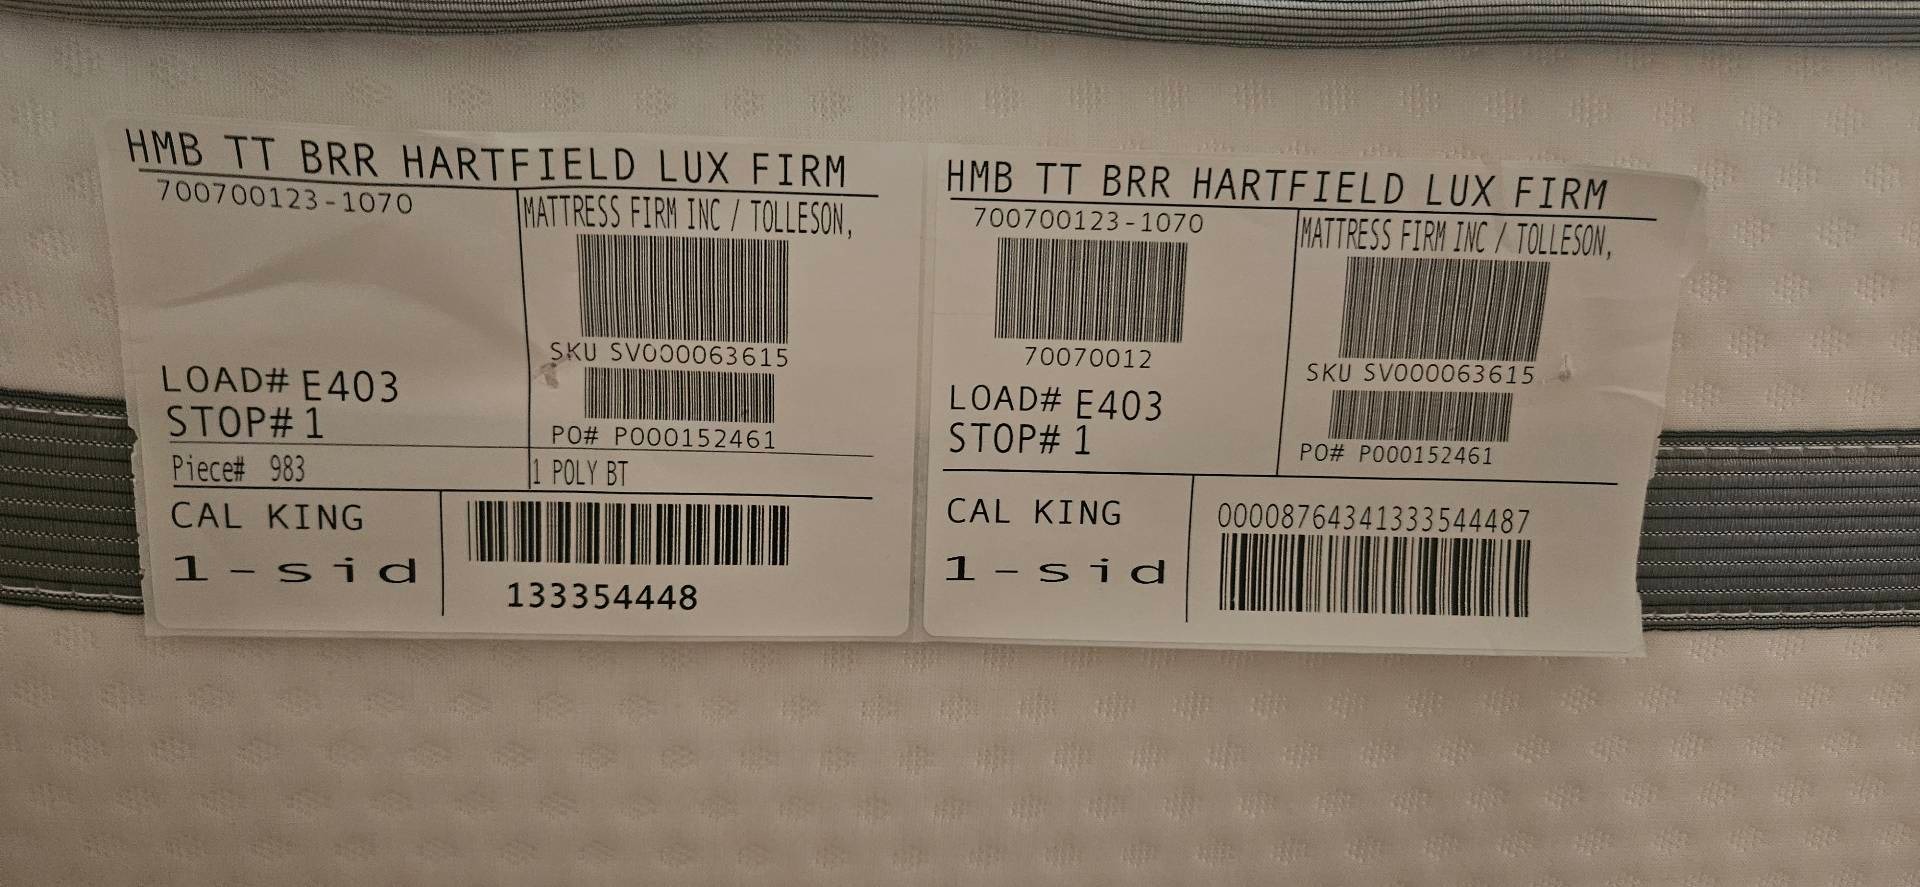 HMB TT BRR HARTFIELD LUX FIRM
700700123-1070
MATTRESS FIRM INC / TOLLESON,
SKU SV000063615
LOAD# E403
STOP# 1
PO# P000152461
Piece# 983
1 POLY BT
CAL KING
1-sid
133354448
HMB TT BRR HARTFIELD LUX FIRM
700700123-1070
MATTRESS FIRM INC / TOLLESON,
70070012
SKU SV000063615
LOAD# E403
STOP# 1
PO# P000152461
CAL KING
1-sid
00008764341333544487